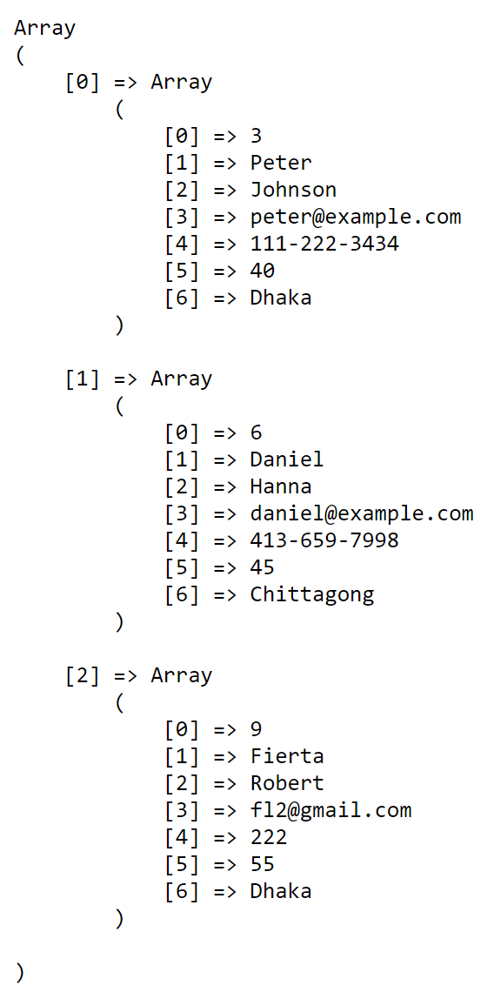 Array
(
    [0] => Array
        (
            [0] => 3
            [1] => Peter
            [2] => Johnson
            [3] => peter@example.com
            [4] => 111-222-3434
            [5] => 40
            [6] => Dhaka
        )

    [1] => Array
        (
            [0] => 6
            [1] => Daniel
            [2] => Hanna
            [3] => daniel@example.com
            [4] => 413-659-7998
            [5] => 45
            [6] => Chittagong
        )

    [2] => Array
        (
            [0] => 9
            [1] => Fierta
            [2] => Robert
            [3] => fl2@gmail.com
            [4] => 222
            [5] => 55
            [6] => Dhaka
        )

)